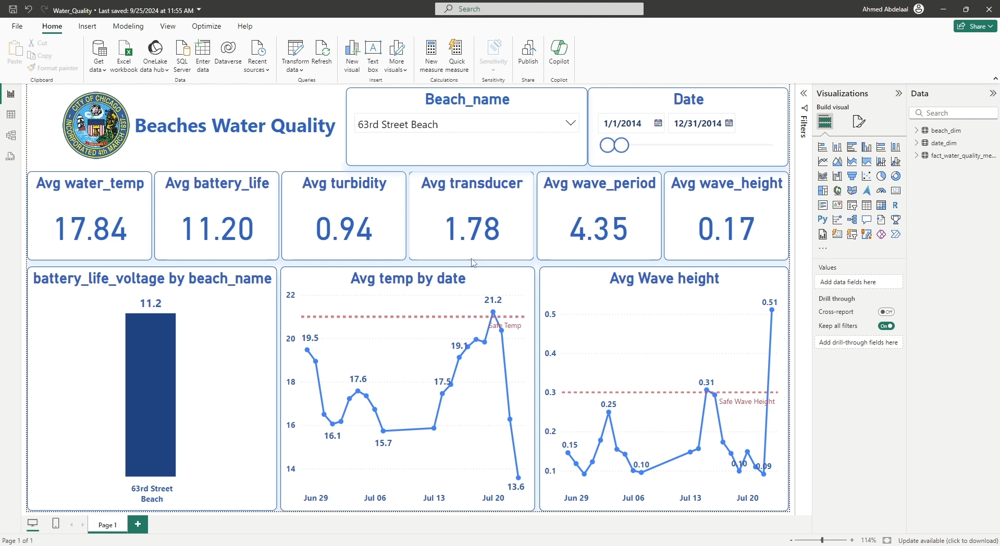 Water_Quality • Last saved: 9/25/2024 at 11:55 AM
Search
Ahmed Abdelaal
File
Home
Insert
Modeling
View
Optimize
Help
Share
Paste
Cut
Copy
Format painter
Clipboard
Get data
Excel workbook
OneLake data hub
SQL Server
Enter data
Dataverse
Recent sources
Data
Transform data
Refresh
Queries
New visual
Text box
More visuals
Insert
New measure
Quick measure
Calculations
Sensitivity
Sensitivity
Publish
Share
Copilot
Copilot
CITY OF CHICAGO
INCORPORATED 4th MARCH 1837
Beaches Water Quality
Beach_name
63rd Street Beach
Date
1/1/2014
12/31/2014
Avg water_temp
17.84
Avg battery_life
11.20
Avg turbidity
0.94
Avg transducer
1.78
Avg wave_period
4.35
Avg wave_height
0.17
battery_life_voltage by beach_name
11.2
63rd Street
Beach
Avg temp by date
22
20
18
16
14
19.5
16.1
17.6
15.7
17.5
19.1
21.2
13.6
Safe Temp
Jun 29
Jul 06
Jul 13
Jul 20
Avg Wave height
0.5
0.4
0.3
0.2
0.1
0.15
0.25
0.10
0.31
0.10
0.09
0.51
Safe Wave Height
Jun 29
Jul 06
Jul 13
Jul 20
Filters
Visualizations
Build visual
123
R
Py
Values
Add data fields here
Drill through
Cross-report
Off
Keep all filters
On
Add drill-through fields here
Data
Search
beach_dim
date_dim
fact_water_quality_me...
Page 1
Page 1 of 1
114%
Update available (click to download)